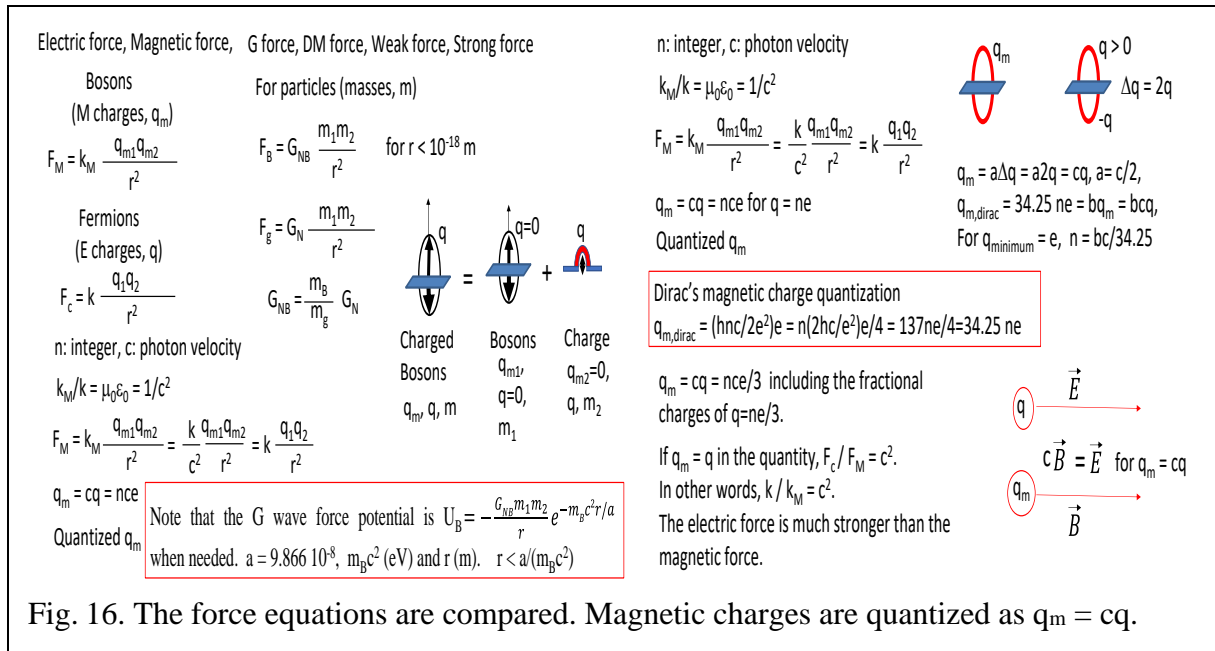 Electric force, Magnetic force, G force, DM force, Weak force, Strong force
Bosons
(M charges, qm)
FM = kM qm1qm2 / r²
Fermions
(E charges, q)
Fc = k q1q2 / r²
n: integer, c: photon velocity
kM/k = μ0ε0 = 1/c²
FM = kM qm1qm2 / r² = k/c² qm1qm2 / r² = k q1q2 / r²
qm = cq = nce
Quantized qm
For particles (masses, m)
FB = GNB m1m2 / r² for r < 10⁻¹⁸ m
Fg = GN m1m2 / r²
GNB = mB/mg GN
q
=
q=0
+
q
Charged
Bosons
qm, q, m
Bosons
qm1,
q=0,
m1
Charge
qm2=0,
q, m2
Note that the G wave force potential is UB = − GNBm1m2 / r e^(−mBc²r/a)
when needed. a = 9.866 10⁻⁸, mBc² (eV) and r (m). r < a/(mBc²)
n: integer, c: photon velocity
kM/k = μ0ε0 = 1/c²
FM = kM qm1qm2 / r² = k/c² qm1qm2 / r² = k q1q2 / r²
qm = cq = nce for q = ne
Quantized qm
qm
q > 0
Δq = 2q
-q
qm = aΔq = a2q = cq, a= c/2,
qm,dirac = 34.25 ne = bqm = bcq,
For qminimum = e, n = bc/34.25
Dirac's magnetic charge quantization
qm,dirac = (hnc/2e²)e = n(2hc/e²)e/4 = 137ne/4=34.25 ne
qm = cq = nce/3 including the fractional
charges of q=ne/3.
If qm = q in the quantity, Fc / FM = c².
In other words, k / kM = c².
The electric force is much stronger than the
magnetic force.
q E⃗
cB⃗ = E⃗ for qm = cq
qm B⃗
Fig. 16. The force equations are compared. Magnetic charges are quantized as qm = cq.